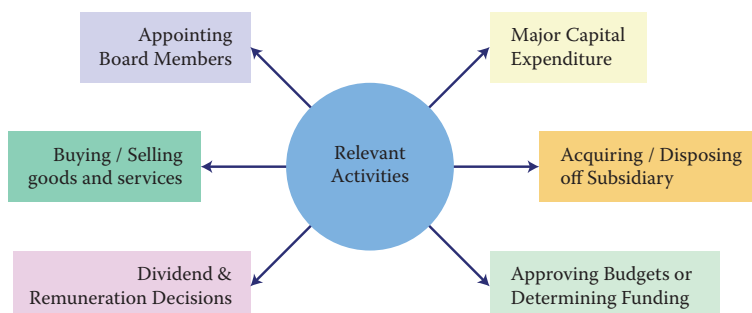 Appointing
Board Members
Major Capital
Expenditure
Buying / Selling
goods and services
Relevant
Activities
Acquiring / Disposing
off Subsidiary
Dividend &
Remuneration Decisions
Approving Budgets or
Determining Funding